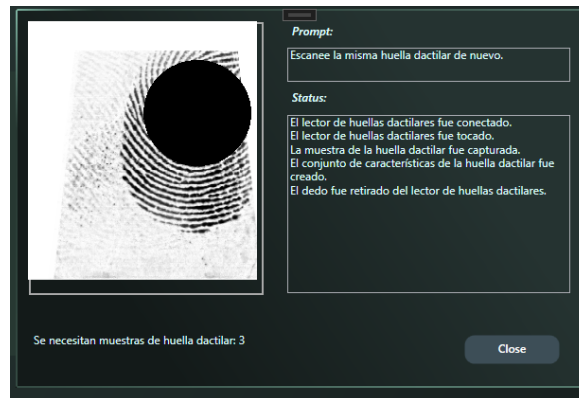 Prompt:
Escanee la misma huella dactilar de nuevo.
Status:
El lector de huellas dactilares fue conectado.
El lector de huellas dactilares fue tocado.
La muestra de la huella dactilar fue capturada.
El conjunto de características de la huella dactilar fue
creado.
El dedo fue retirado del lector de huellas dactilares.
Se necesitan muestras de huella dactilar: 3
Close